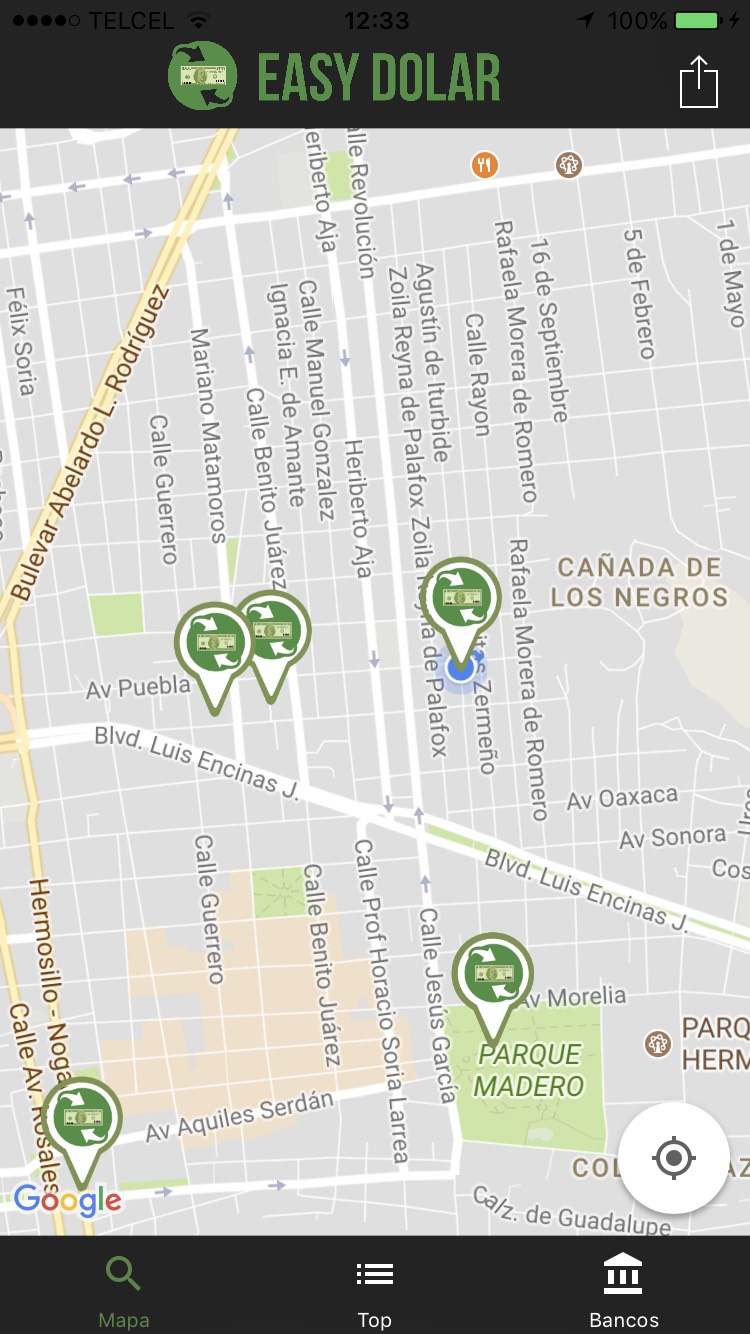 TELCEL
12:33
100%
EASY DOLAR
Heriberto Aja
Calle Revolución
Rafaela Morera de Romero
16 de Septiembre
5 de Febrero
1 de Mayo
Félix Soria
Bulevar Abelardo L. Rodríguez
Mariano Matamoros
Calle Guerrero
Calle Benito Juárez
Ignacia E. de Amante
Calle Manuel Gonzalez
Heriberto Aja
Zoila Reyna de Palafox
Agustín de Iturbide
Calle Rayon
Zoila Reyna de Palafox
Zermeño
Rafaela Morera de Romero
CAÑADA DE
LOS NEGROS
Av Puebla
Blvd. Luis Encinas J.
Av Oaxaca
Av Sonora
Cos
Blvd. Luis Encinas J.
Calle Guerrero
Calle Benito Juárez
Calle Prof Horacio Soria Larrea
Calle Jesús García
Hermosillo - Noga
Calle Av. Rosales
Av Morelia
PARQUE
MADERO
PARQ
HERM
Av Aquiles Serdán
COL
AZ
Calz. de Guadalupe
Google
Mapa
Top
Bancos